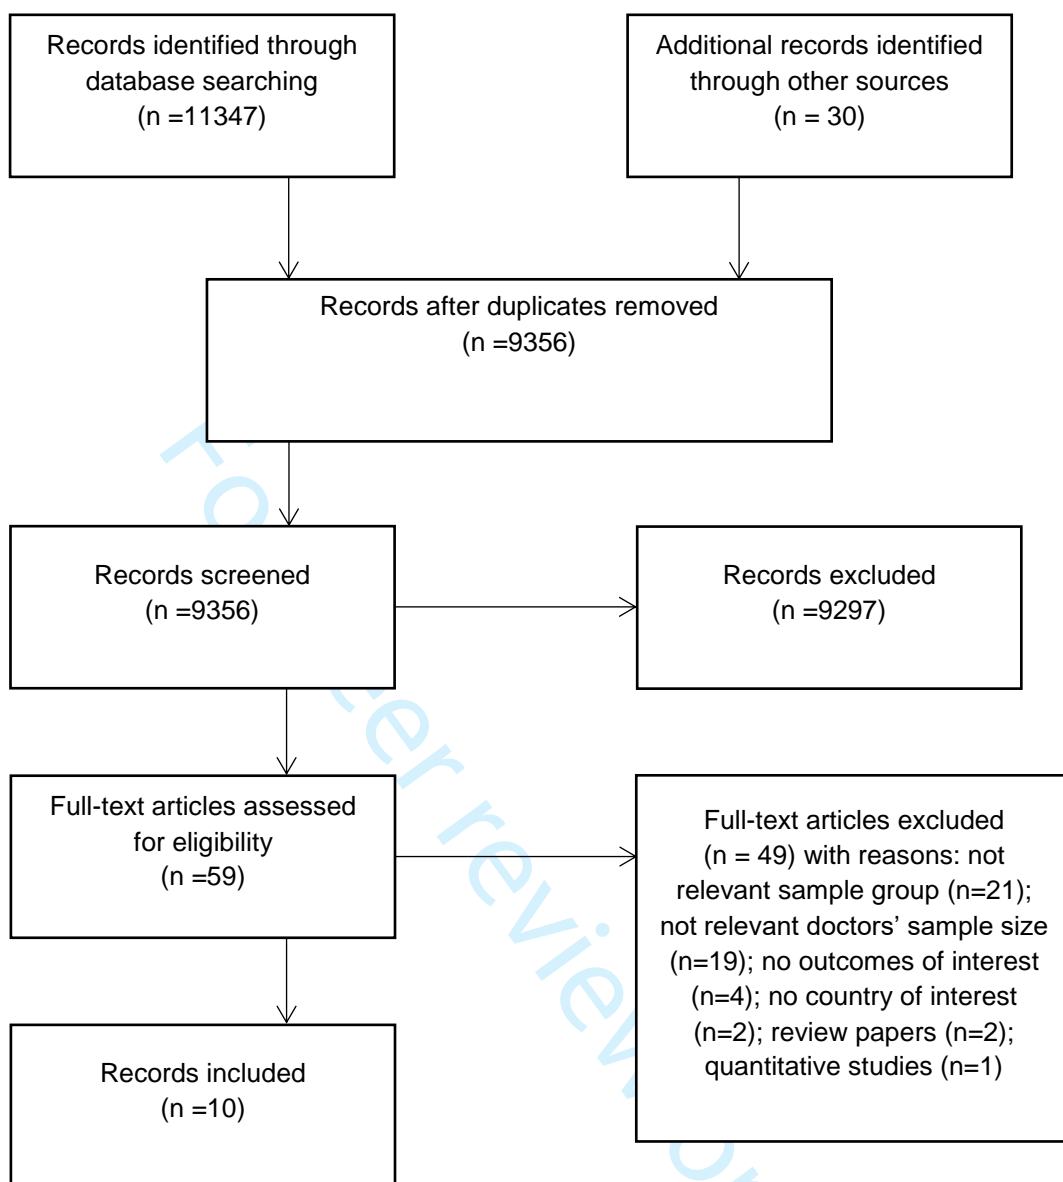 Records identified through
database searching
(n =11347)
Additional records identified
through other sources
(n = 30)
Records after duplicates removed
(n =9356)
Records screened
(n =9356)
Records excluded
(n =9297)
Full-text articles assessed
for eligibility
(n =59)
Full-text articles excluded
(n = 49) with reasons: not
relevant sample group (n=21);
not relevant doctors’ sample size
(n=19); no outcomes of interest
(n=4); no country of interest
(n=2); review papers (n=2);
quantitative studies (n=1)
Records included
(n =10)